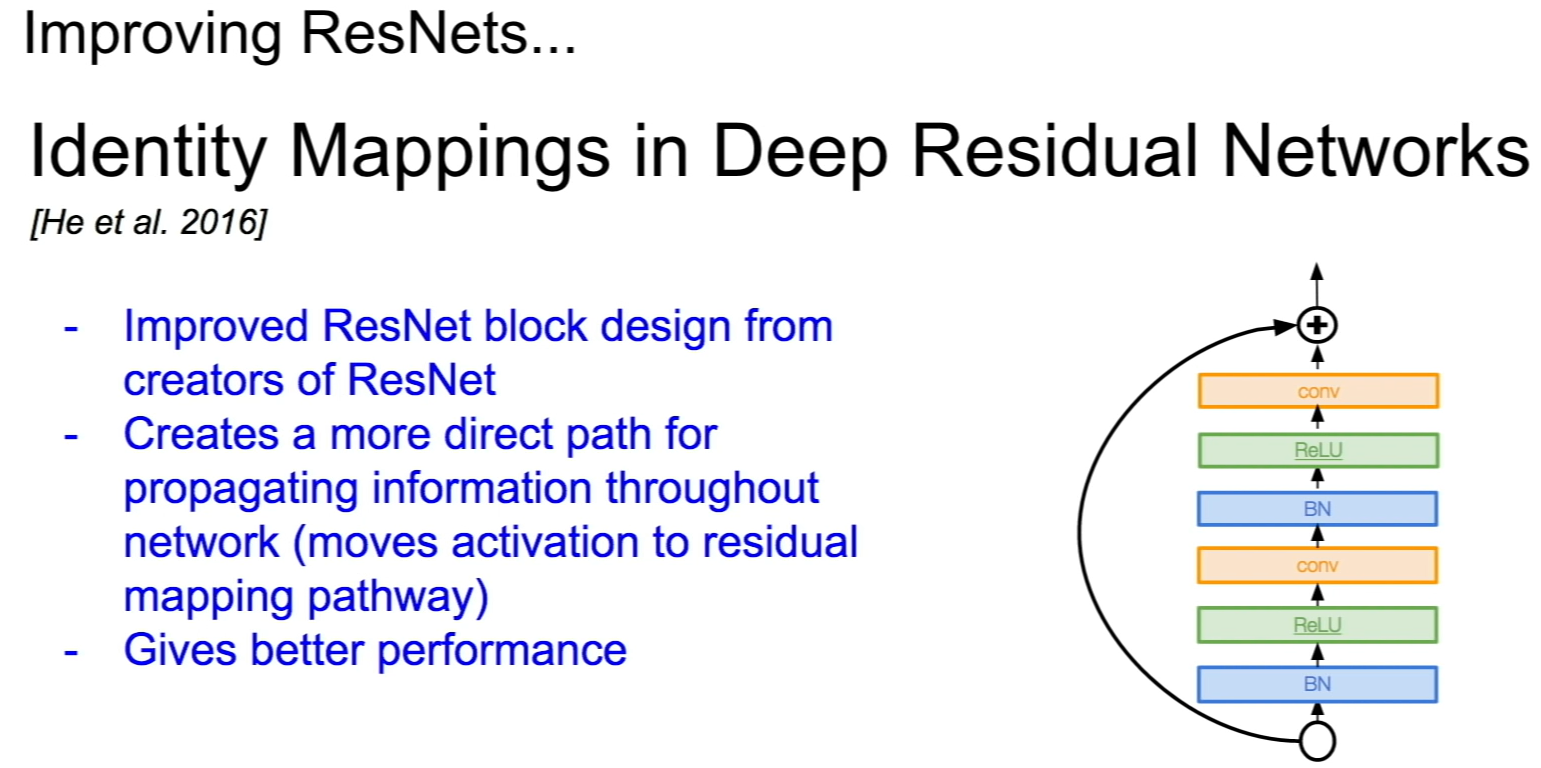 Improving ResNets...
Identity Mappings in Deep Residual Networks
[He et al. 2016]
- Improved ResNet block design from
creators of ResNet
- Creates a more direct path for
propagating information throughout
network (moves activation to residual
mapping pathway)
- Gives better performance
+
conv
ReLU
BN
conv
ReLU
BN